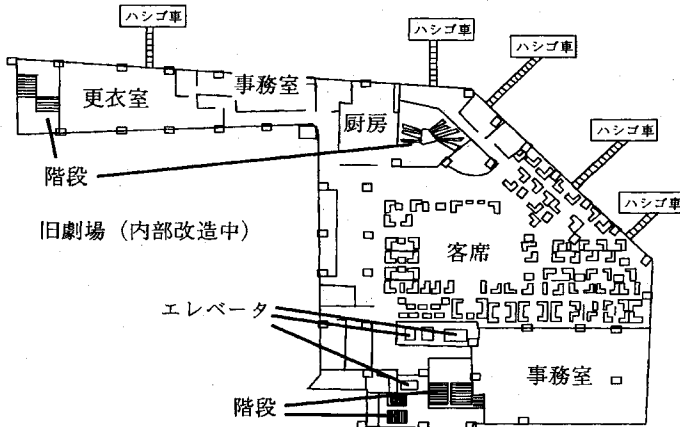 ハシゴ車
ハシゴ車
ハシゴ車
ハシゴ車
ハシゴ車
更衣室
事務室
厨房
階段
旧劇場（内部改造中）
客席
エレベータ
事務室
階段